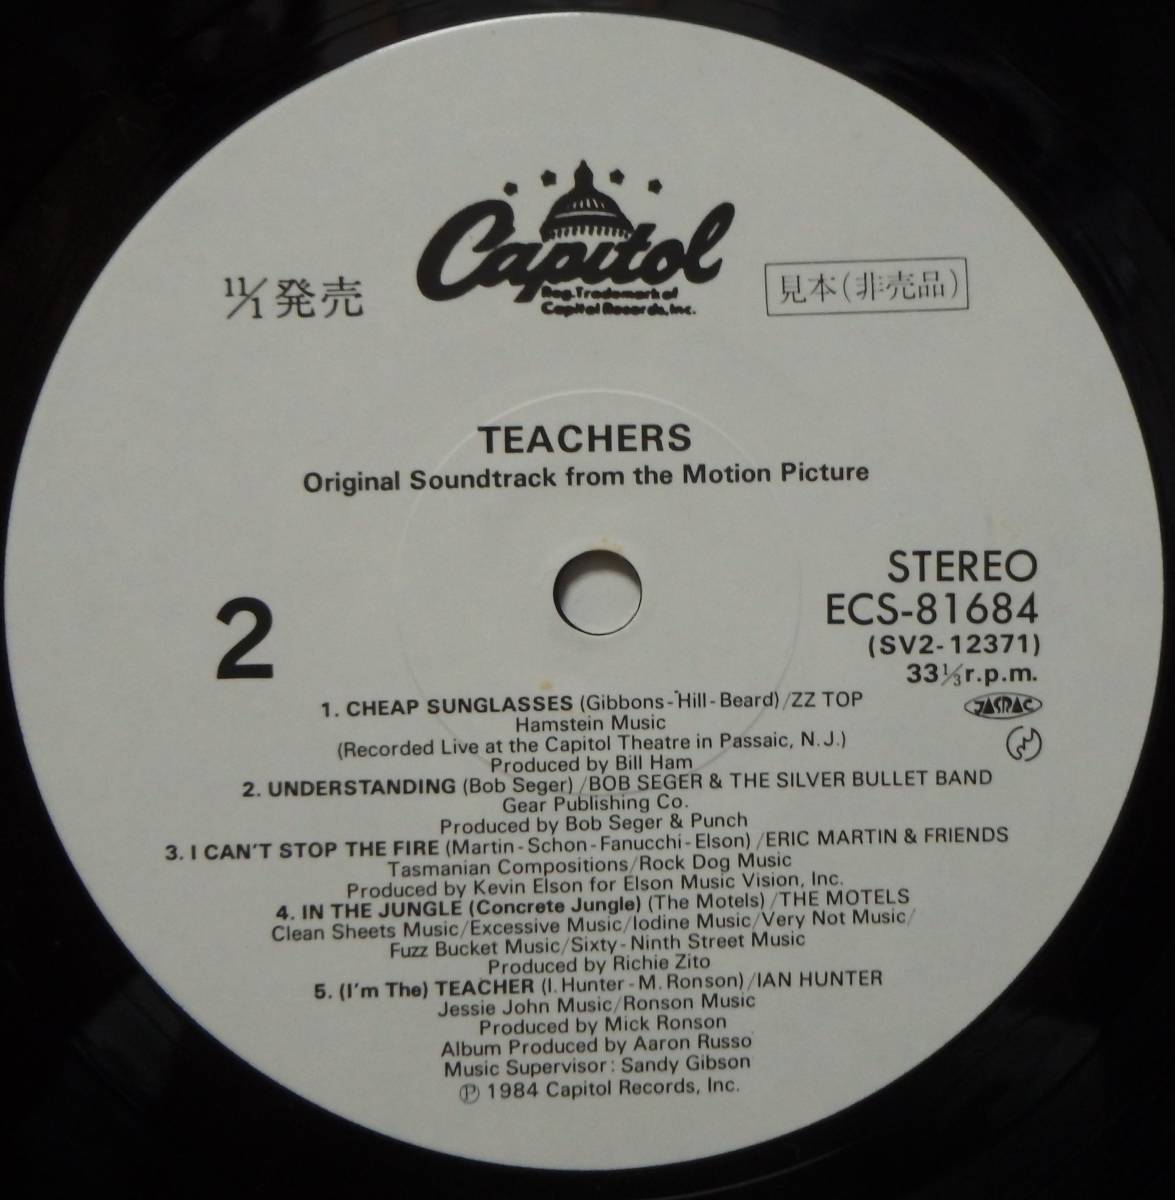 Capitol
Reg. Trademark of
Capitol Records, Inc.
11/1 発売
見本(非売品)
TEACHERS
Original Soundtrack from the Motion Picture
2
STEREO
ECS-81684
(SV2-12371)
33⅓r.p.m.
JASRAC
1. CHEAP SUNGLASSES (Gibbons-Hill-Beard)/ZZ TOP
Hamstein Music
(Recorded Live at the Capitol Theatre in Passaic, N.J.)
Produced by Bill Ham
2. UNDERSTANDING (Bob Seger)/BOB SEGER & THE SILVER BULLET BAND
Gear Publishing Co.
Produced by Bob Seger & Punch
3. I CAN'T STOP THE FIRE (Martin-Schon-Fanucchi-Elson)/ERIC MARTIN & FRIENDS
Tasmanian Compositions/Rock Dog Music
Produced by Kevin Elson for Elson Music Vision, Inc.
4. IN THE JUNGLE (Concrete Jungle) (The Motels)/THE MOTELS
Clean Sheets Music/Excessive Music/Iodine Music/Very Not Music/
Fuzz Bucket Music/Sixty-Ninth Street Music
Produced by Richie Zito
5. (I'm The) TEACHER (I. Hunter-M. Ronson)/IAN HUNTER
Jessie John Music/Ronson Music
Produced by Mick Ronson
Album Produced by Aaron Russo
Music Supervisor: Sandy Gibson
℗ 1984 Capitol Records, Inc.